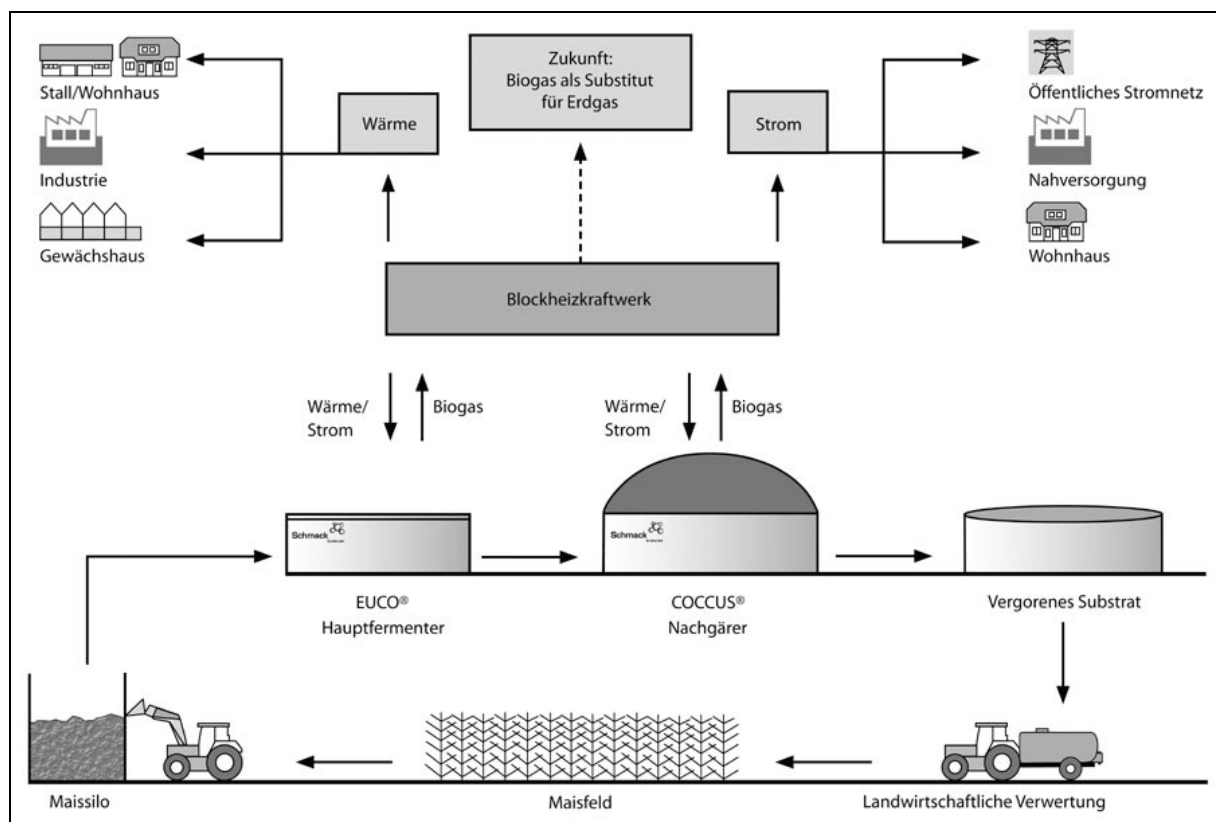 Stall/Wohnhaus
Industrie
Gewächshaus
Wärme
Zukunft:
Biogas als Substitut
für Erdgas
Strom
Öffentliches Stromnetz
Nahversorgung
Wohnhaus
Blockheizkraftwerk
Wärme/
Strom
Biogas
Wärme/
Strom
Biogas
Schmack
Schmack
EUCO®
Hauptfermenter
COCCUS®
Nachgärer
Vergorenes Substrat
Maissilo
Maisfeld
Landwirtschaftliche Verwertung